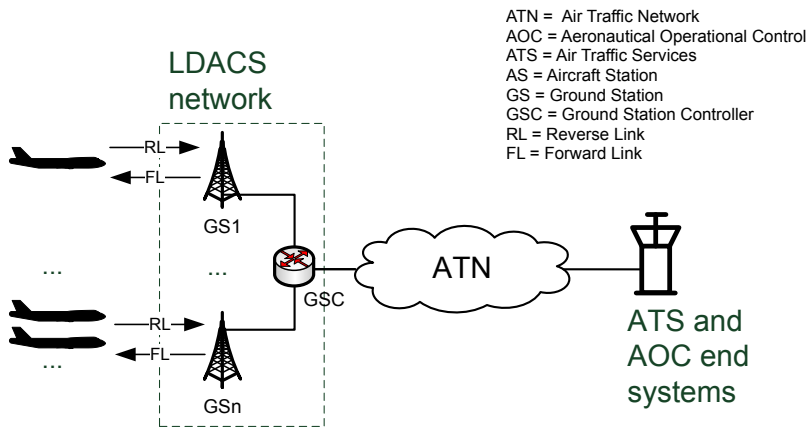 ATN = Air Traffic Network
AOC = Aeronautical Operational Control
ATS = Air Traffic Services
AS = Aircraft Station
GS = Ground Station
GSC = Ground Station Controller
RL = Reverse Link
FL = Forward Link
LDACS
network
RL
FL
GS1
...
...
GSC
ATN
RL
FL
...
GSn
ATS and
AOC end
systems